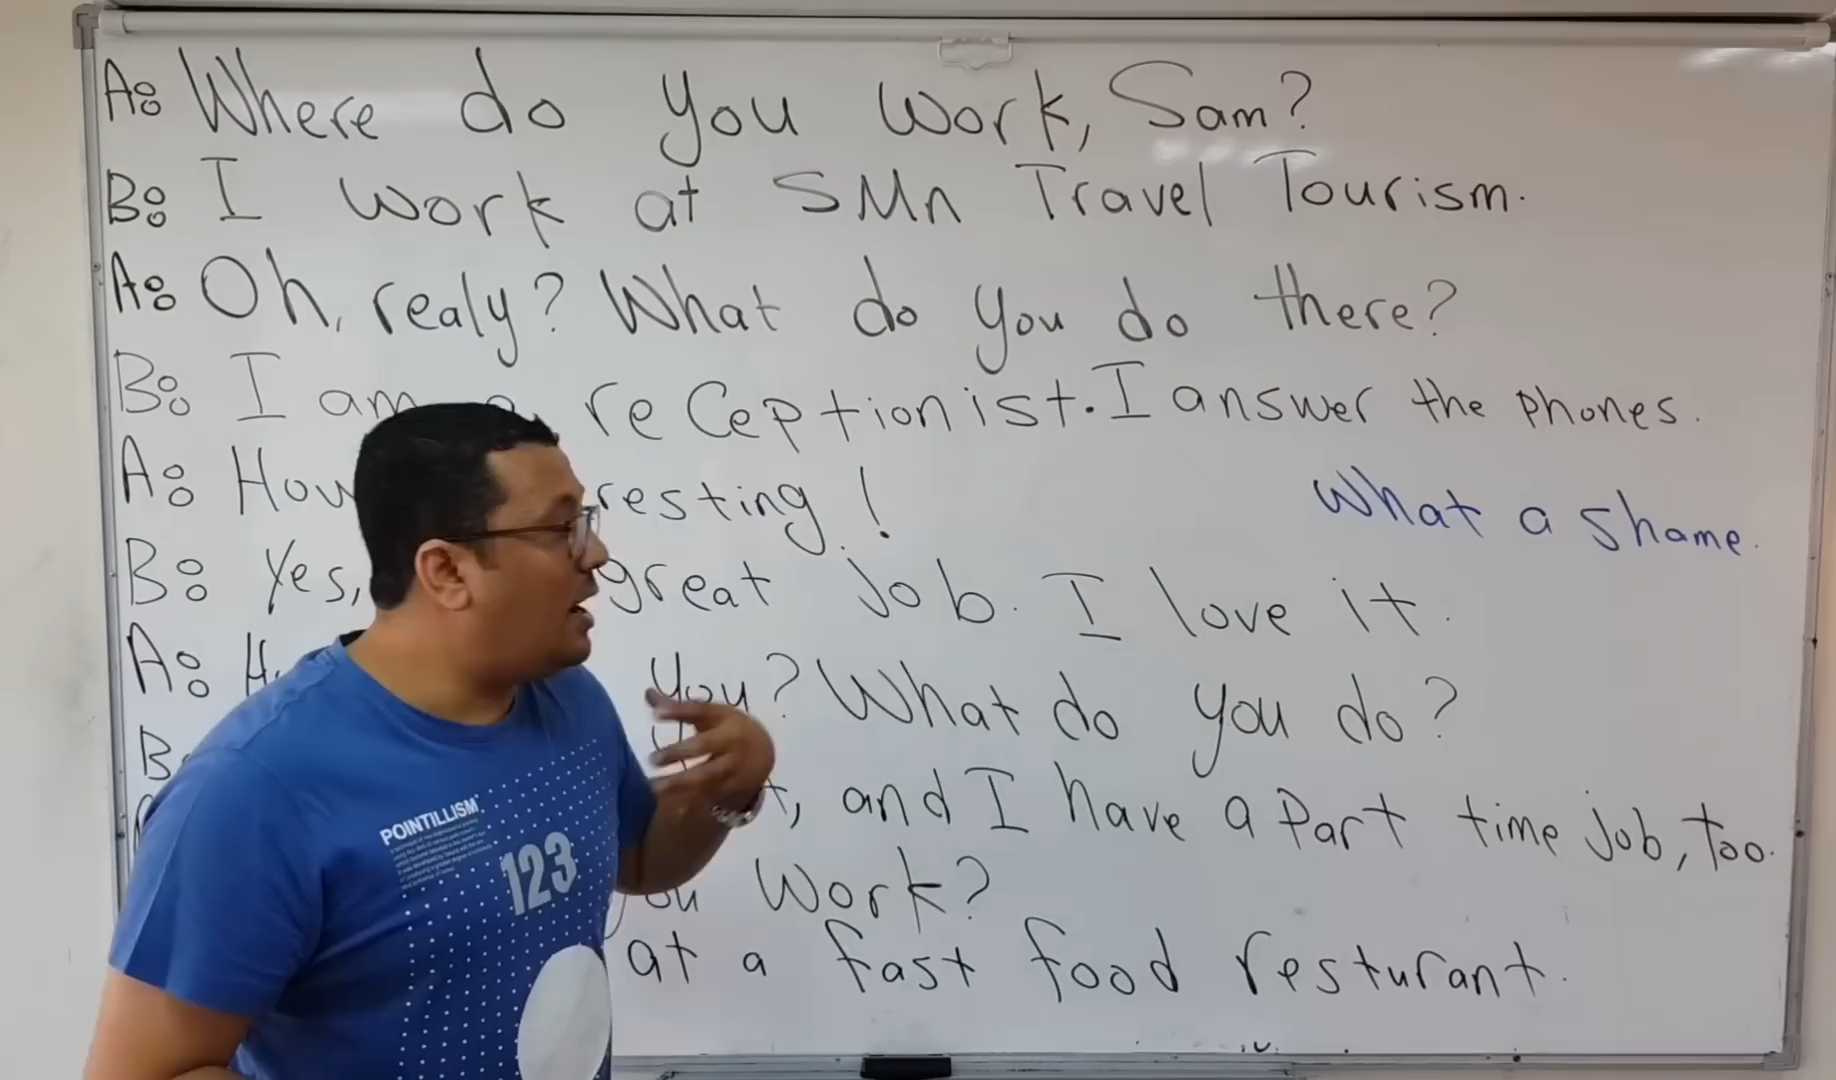 A: Where do you work, Sam?
B: I work at SMn Travel Tourism.
A: Oh, realy? What do you do there?
B: I am a receptionist. I answer the phones.
A: How resting!
What a shame.
B: Yes, great job. I love it.
A: you? What do you do?
B:
, and I have a Part time job, too.
work?
at a fast food resturant.
POINTILLISM
123